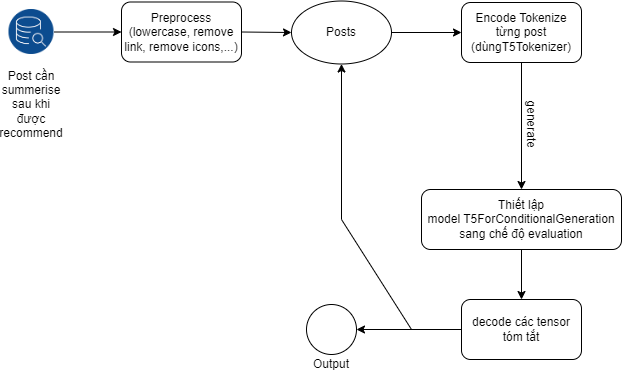 Post cần
summerise
sau khi
được
recommend
Preprocess
(lowercase, remove
link, remove icons,...)
Posts
Encode Tokenize
từng post
(dùngT5Tokenizer)
generate
Thiết lập
model T5ForConditionalGeneration
sang chế độ evaluation
decode các tensor
tóm tắt
Output